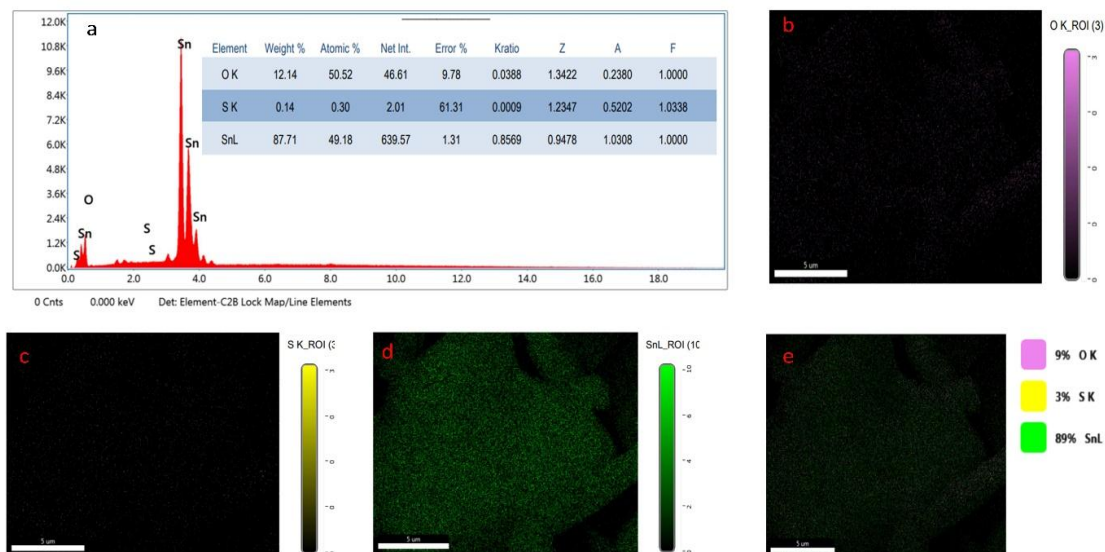 a
12.0K
10.8K
9.6K
8.4K
7.2K
6.0K
4.8K
3.6K
2.4K
1.2K
0.0K
0.0 2.0 4.0 6.0 8.0 10.0 12.0 14.0 16.0 18.0
Sn
Sn
Sn
O
Sn
S
S
S
Element Weight % Atomic % Net Int. Error % Kratio Z A F
O K 12.14 50.52 46.61 9.78 0.0388 1.3422 0.2380 1.0000
S K 0.14 0.30 2.01 61.31 0.0009 1.2347 0.5202 1.0338
SnL 87.71 49.18 639.57 1.31 0.8569 0.9478 1.0308 1.0000
0 Cnts 0.000 keV Det: Element-C2B Lock Map/Line Elements
b
O K_ROI (3)
5 um
c
S K_ROI (3
5 um
d
SnL_ROI (10
10
5 um
e
5 um
9% O K
3% S K
89% SnL